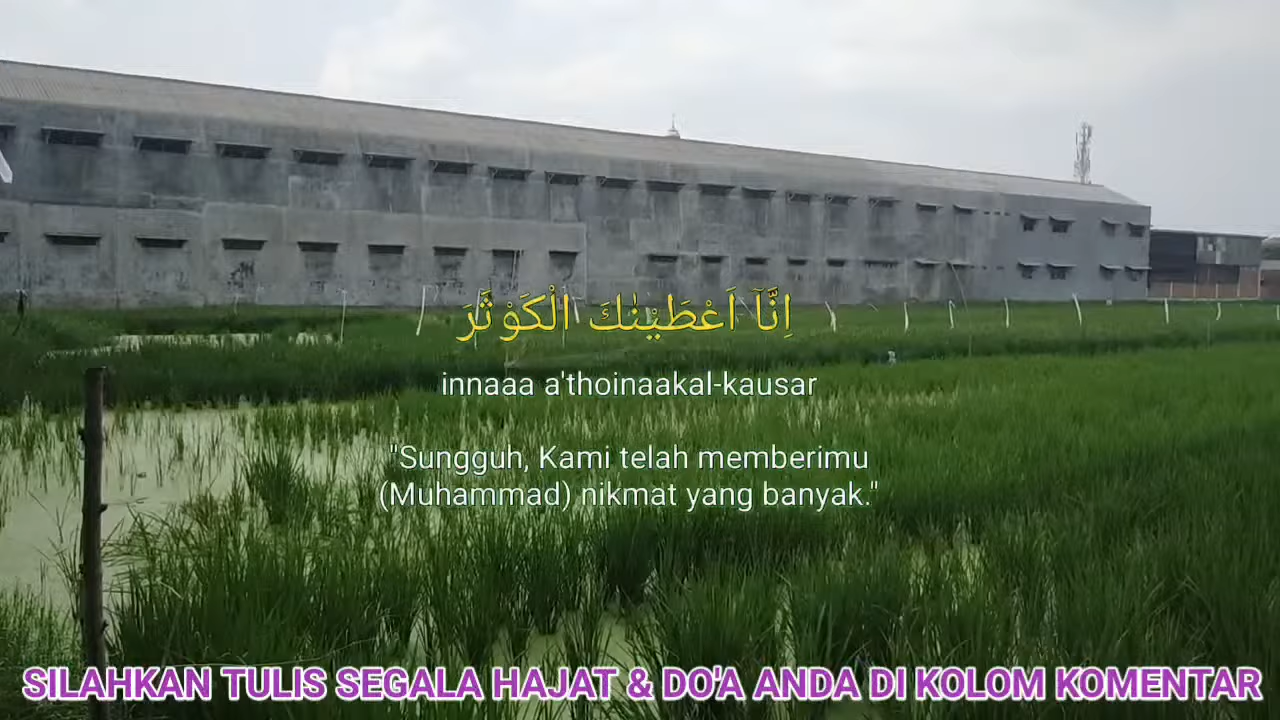 اِنَّآ اَعْطَيْنٰكَ الْكَوْثَرَۗ
innaaa a'thoinaakal-kausar
"Sungguh, Kami telah memberimu
(Muhammad) nikmat yang banyak."
SILAHKAN TULIS SEGALA HAJAT & DO'A ANDA DI KOLOM KOMENTAR